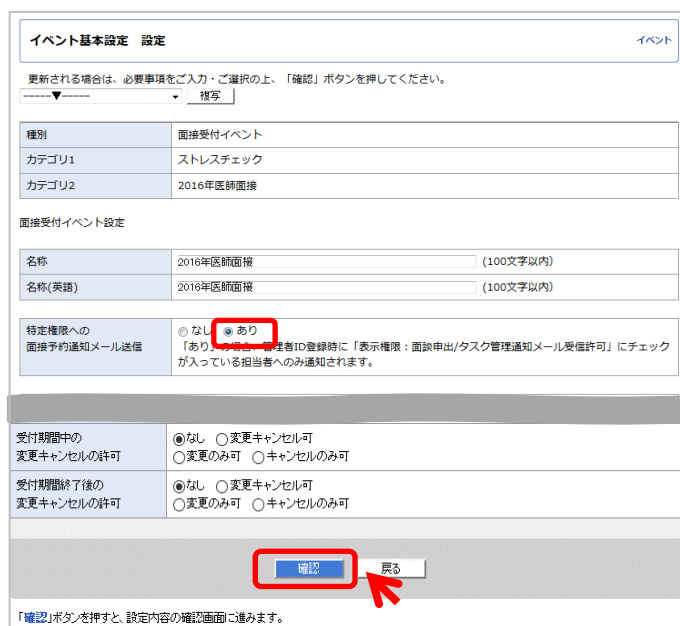 イベント基本設定　設定
イベント
更新される場合は、必要事項をご入力・ご選択の上、「確認」ボタンを押してください。
-----▼----- 複写
種別 面接受付イベント
カテゴリ1 ストレスチェック
カテゴリ2 2016年医師面接
面接受付イベント設定
名称 2016年医師面接 (100文字以内)
名称(英語) 2016年医師面接 (100文字以内)
特定権限への
面接予約通知メール送信
なし あり
「あり」の場合、管理者ID登録時に「表示権限：面談申出/タスク管理通知メール受信許可」にチェック
が入っている担当者へのみ通知されます。
受付期間中の
変更キャンセルの許可
なし 変更キャンセル可
変更のみ可 キャンセルのみ可
受付期間終了後の
変更キャンセルの許可
なし 変更キャンセル可
変更のみ可 キャンセルのみ可
確認 戻る
「確認」ボタンを押すと、設定内容の確認画面に進みます。